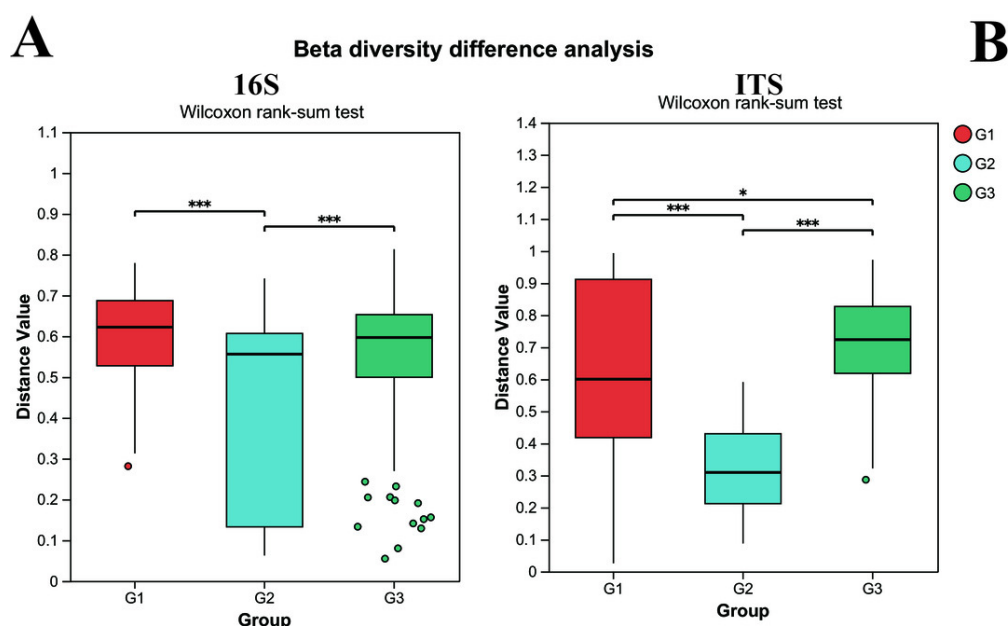 A
B
Beta diversity difference analysis
16S
Wilcoxon rank-sum test
1.1
1
0.9
0.8
0.7
0.6
0.5
0.4
0.3
0.2
0.1
0
Distance Value
***
***
G1
G2
G3
Group
ITS
Wilcoxon rank-sum test
1.4
1.3
1.2
1.1
1
0.9
0.8
0.7
0.6
0.5
0.4
0.3
0.2
0.1
0
Distance Value
*
***
***
G1
G2
G3
Group
G1
G2
G3